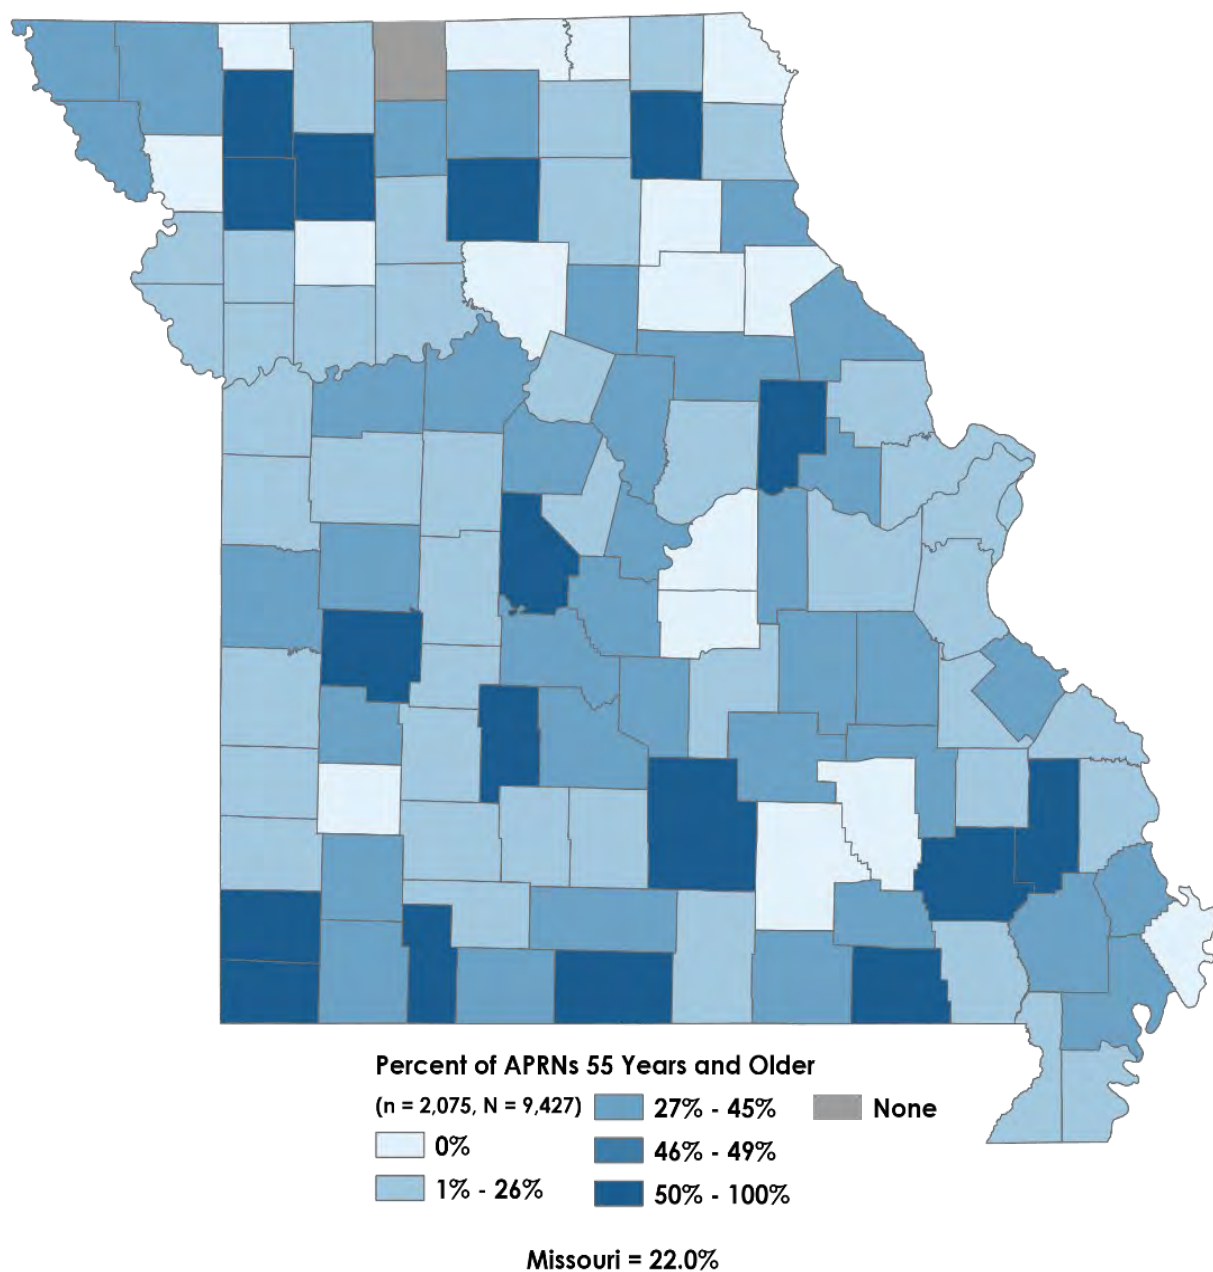 Percent of APRNs 55 Years and Older
(n = 2,075, N = 9,427)
0%
1% - 26%
27% - 45%
46% - 49%
50% - 100%
None
Missouri = 22.0%